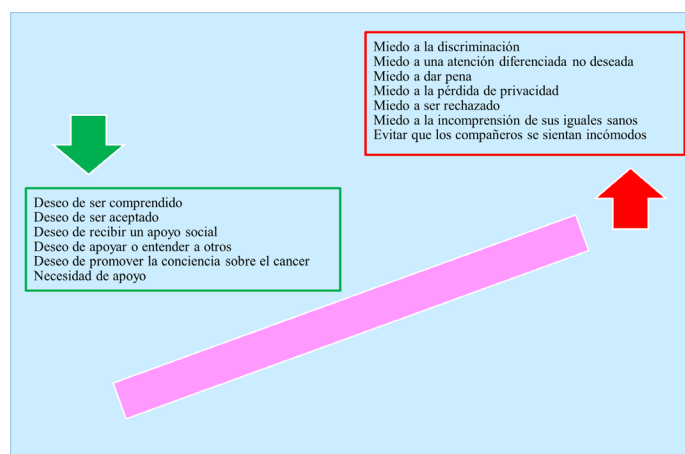 Miedo a la discriminación
Miedo a una atención diferenciada no deseada
Miedo a dar pena
Miedo a la pérdida de privacidad
Miedo a ser rechazado
Miedo a la incomprensión de sus iguales sanos
Evitar que los compañeros se sientan incómodos
Deseo de ser comprendido
Deseo de ser aceptado
Deseo de recibir un apoyo social
Deseo de apoyar o entender a otros
Deseo de promover la conciencia sobre el cancer
Necesidad de apoyo